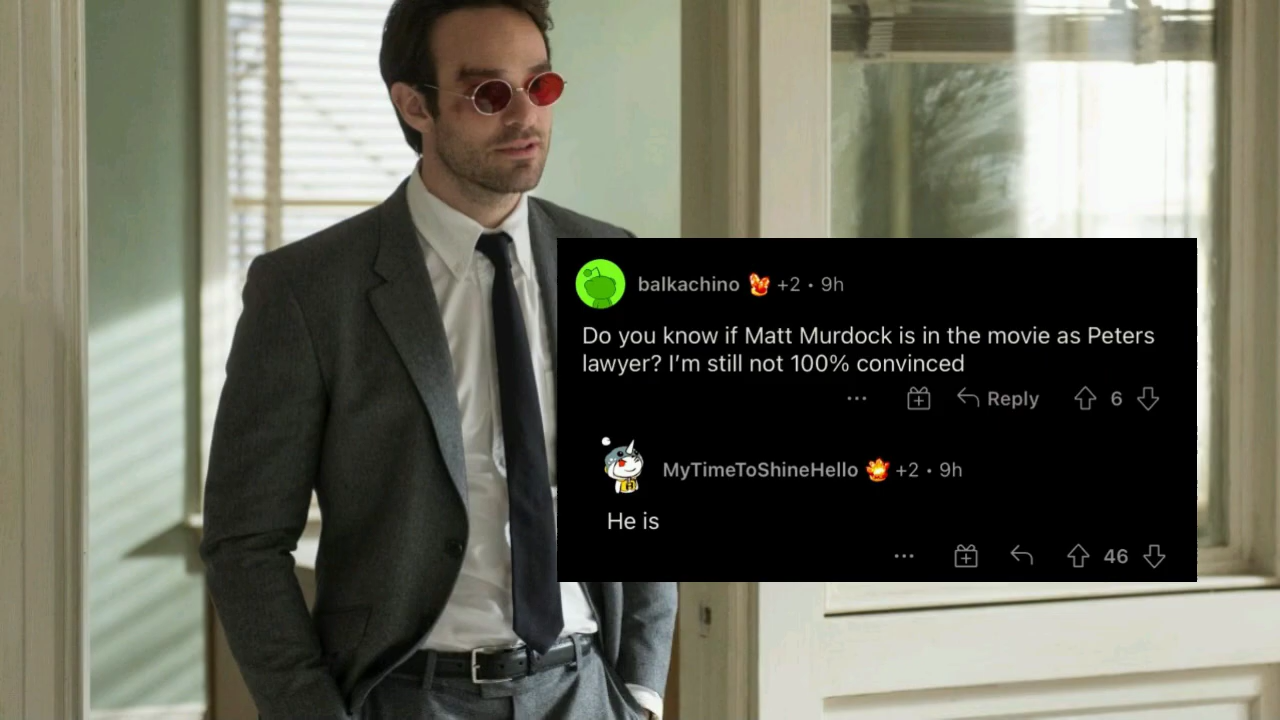 balkachino +2 • 9h
Do you know if Matt Murdock is in the movie as Peters
lawyer? I’m still not 100% convinced
Reply 6
MyTimeToShineHello +2 • 9h
He is
46